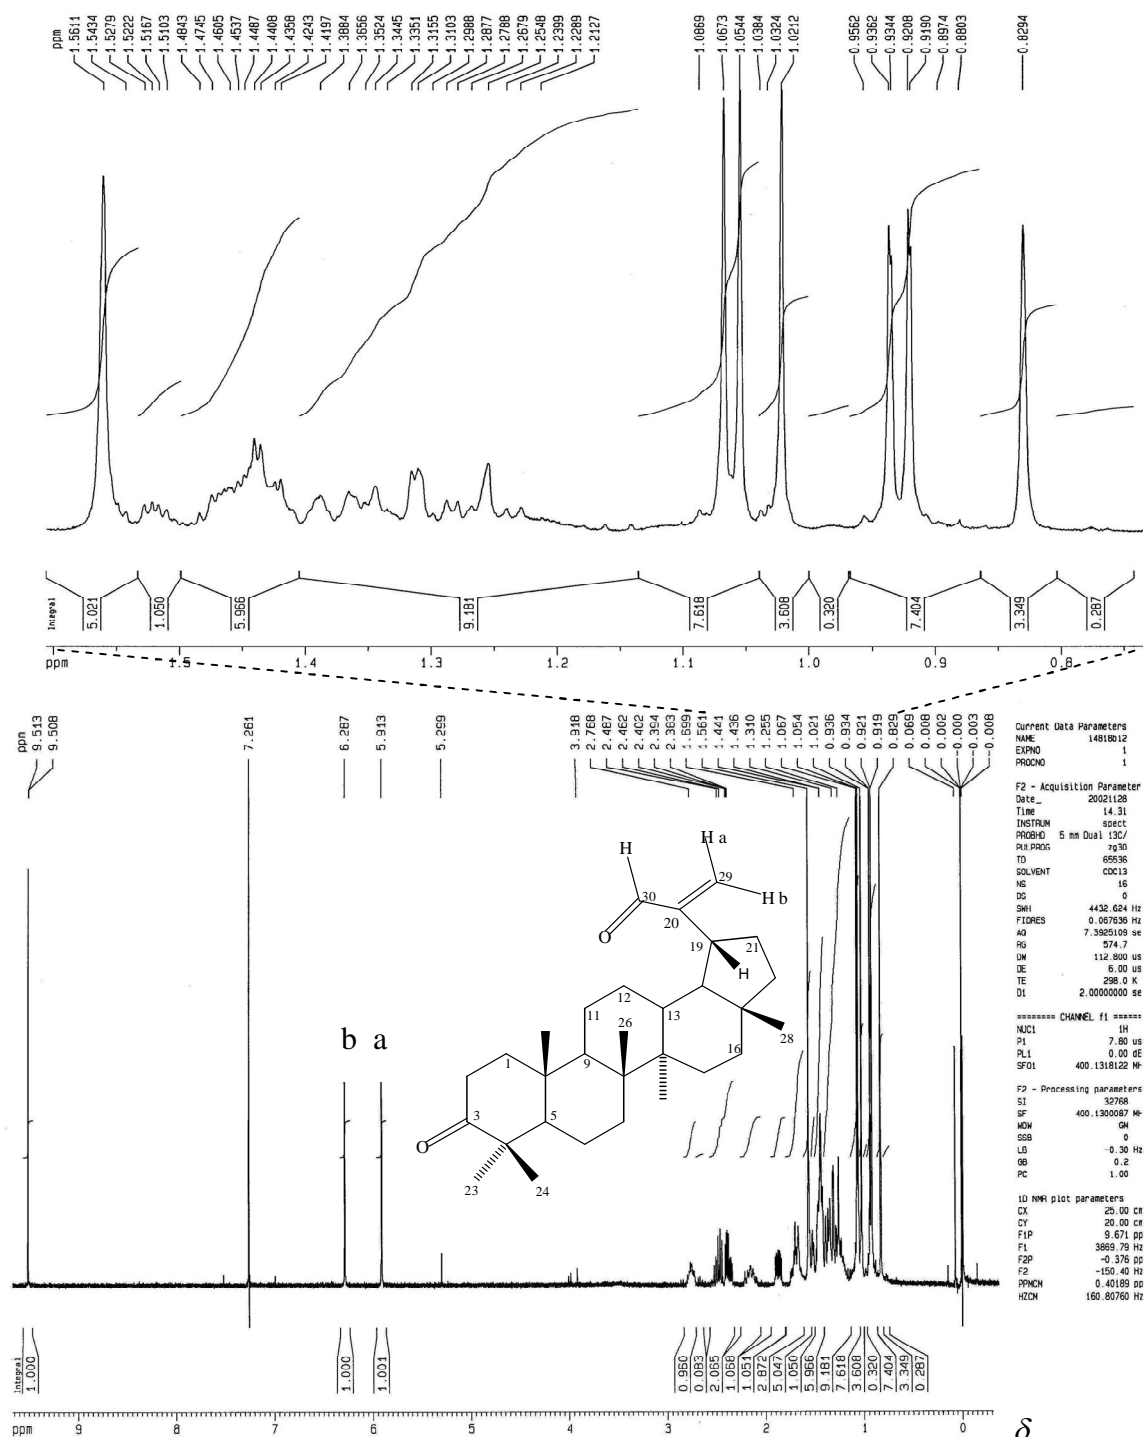 ppm
1.5611
1.5434
1.5279
1.5222
1.5167
1.5103
1.4843
1.4745
1.4605
1.4537
1.4487
1.4408
1.4358
1.4243
1.4197
1.3884
1.3656
1.3524
1.3445
1.3351
1.3155
1.3103
1.2988
1.2877
1.2788
1.2679
1.2548
1.2399
1.2289
1.2127
1.0869
1.0673
1.0544
1.0384
1.0324
1.0212
0.9562
0.9362
0.9344
0.9208
0.9190
0.8974
0.8803
0.8294
Integral
5.021
1.050
5.966
9.181
7.618
3.608
0.320
7.404
3.349
0.287
ppm 1.5 1.4 1.3 1.2 1.1 1.0 0.9 0.8
ppm
9.513
9.508
7.261
6.287
5.913
5.299
3.918
2.768
2.487
2.462
2.402
2.354
2.363
1.699
1.561
1.441
1.436
1.310
1.255
1.067
1.054
1.021
0.936
0.934
0.921
0.919
0.829
0.069
0.008
0.002
-0.000
-0.003
-0.008
Current Data Parameters
NAME 14818b12
EXPNO 1
PROCNO 1
F2 - Acquisition Parameter
Date_ 20021128
Time 14.31
INSTRUM spect
PROBHD 5 mm Dual 13C/
PULPROG zg30
TD 65536
SOLVENT CDCl3
NS 16
DS 0
SWH 4432.624 Hz
FIDRES 0.067636 Hz
AQ 7.3925109 se
RG 574.7
DW 112.800 us
DE 6.00 us
TE 298.0 K
D1 2.00000000 se
======== CHANNEL f1 ======
NUC1 1H
P1 7.80 us
PL1 0.00 dB
SFO1 400.1318122 MH
F2 - Processing parameters
SI 32768
SF 400.1300087 MH
WDW GM
SSB 0
LB -0.30 Hz
GB 0.2
PC 1.00
1D NMR plot parameters
CX 25.00 cm
CY 20.00 cm
F1P 9.671 pp
F1 3869.79 Hz
F2P -0.376 pp
F2 -150.40 Hz
PPMCM 0.40189 pp
HZCM 160.80760 Hz
H
H a
29
30
H b
20
O
19
21
H
12
11
13
26
28
b a
1
9
16
3
5
O
23
24
Integral
1.000
1.000
1.001
0.960
0.083
2.065
1.068
1.051
2.872
5.047
1.050
5.966
9.181
7.618
3.608
0.320
7.404
3.349
0.287
ppm 9 8 7 6 5 4 3 2 1 0 δ